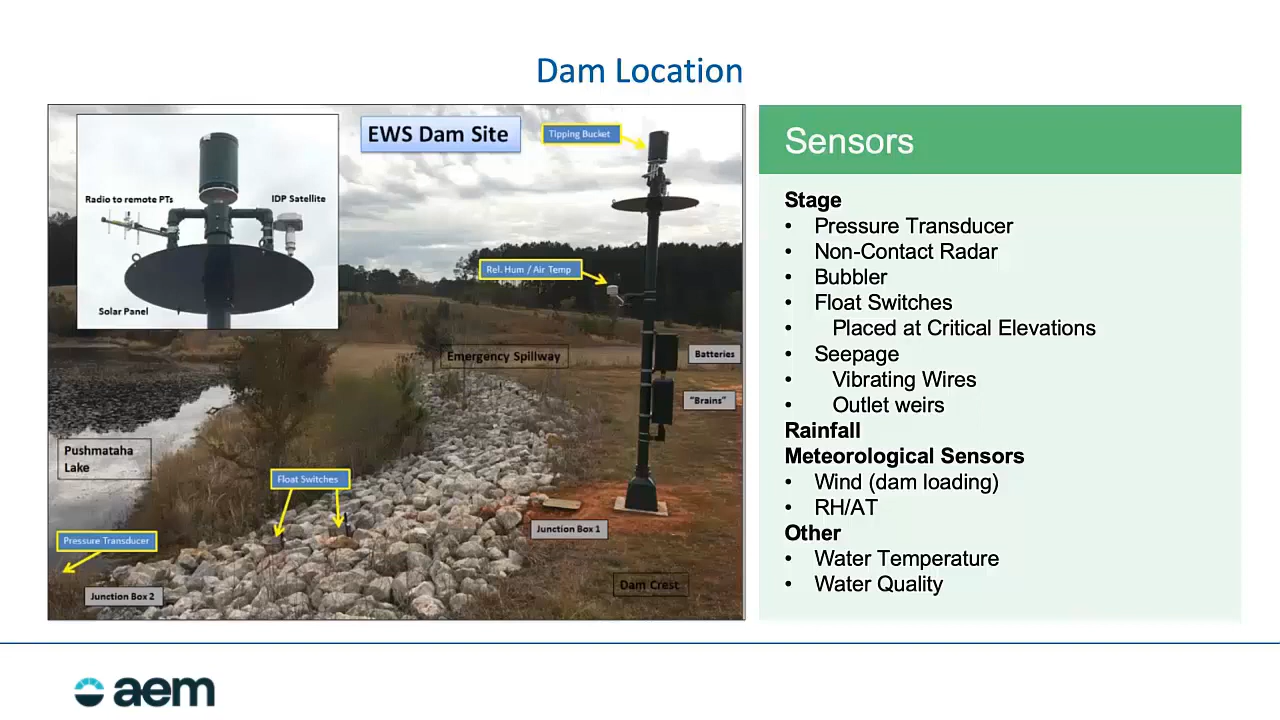 Dam Location
EWS Dam Site
Tipping Bucket
Radio to remote PTs
IDP Satellite
Solar Panel
Rel. Hum / Air Temp
Emergency Spillway
Batteries
"Brains"
Pushmataha
Lake
Float Switches
Junction Box 1
Pressure Transducer
Dam Crest
Junction Box 2
Sensors
Stage
• Pressure Transducer
• Non-Contact Radar
• Bubbler
• Float Switches
• Placed at Critical Elevations
• Seepage
• Vibrating Wires
• Outlet weirs
Rainfall
Meteorological Sensors
• Wind (dam loading)
• RH/AT
Other
• Water Temperature
• Water Quality
aem